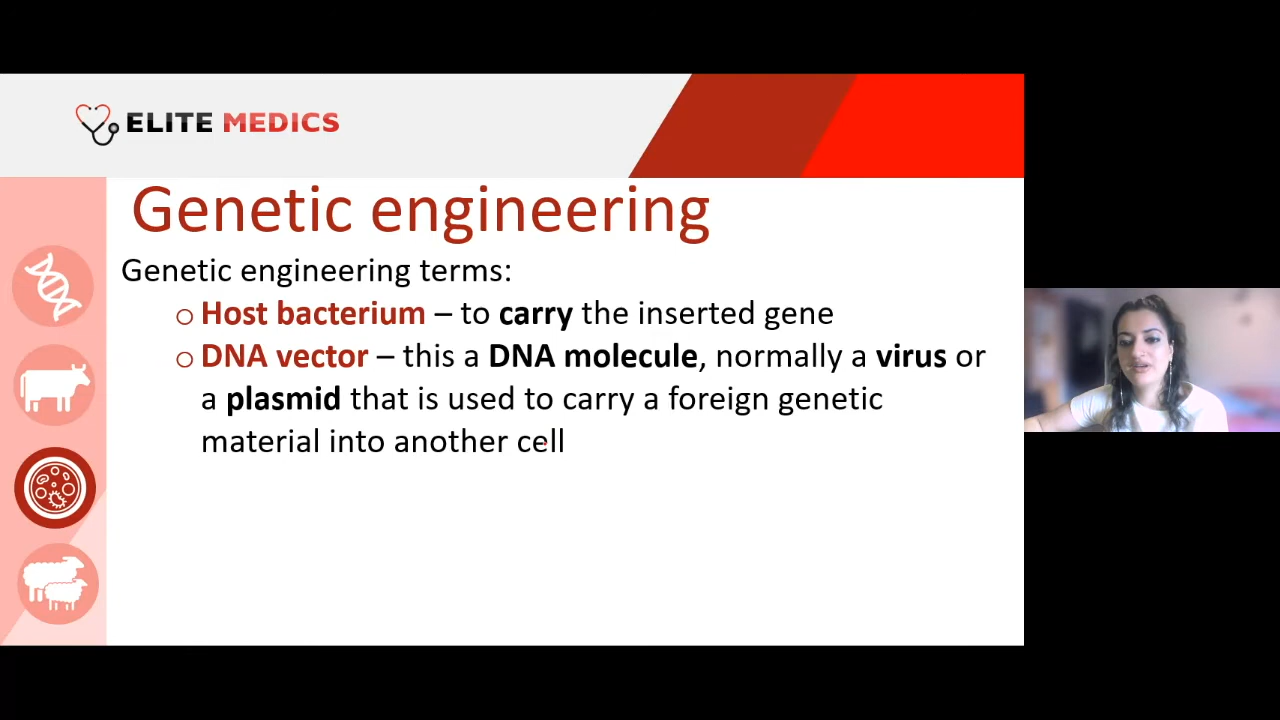 ELITE MEDICS
Genetic engineering
Genetic engineering terms:
o Host bacterium – to carry the inserted gene
o DNA vector – this a DNA molecule, normally a virus or
a plasmid that is used to carry a foreign genetic
material into another cell